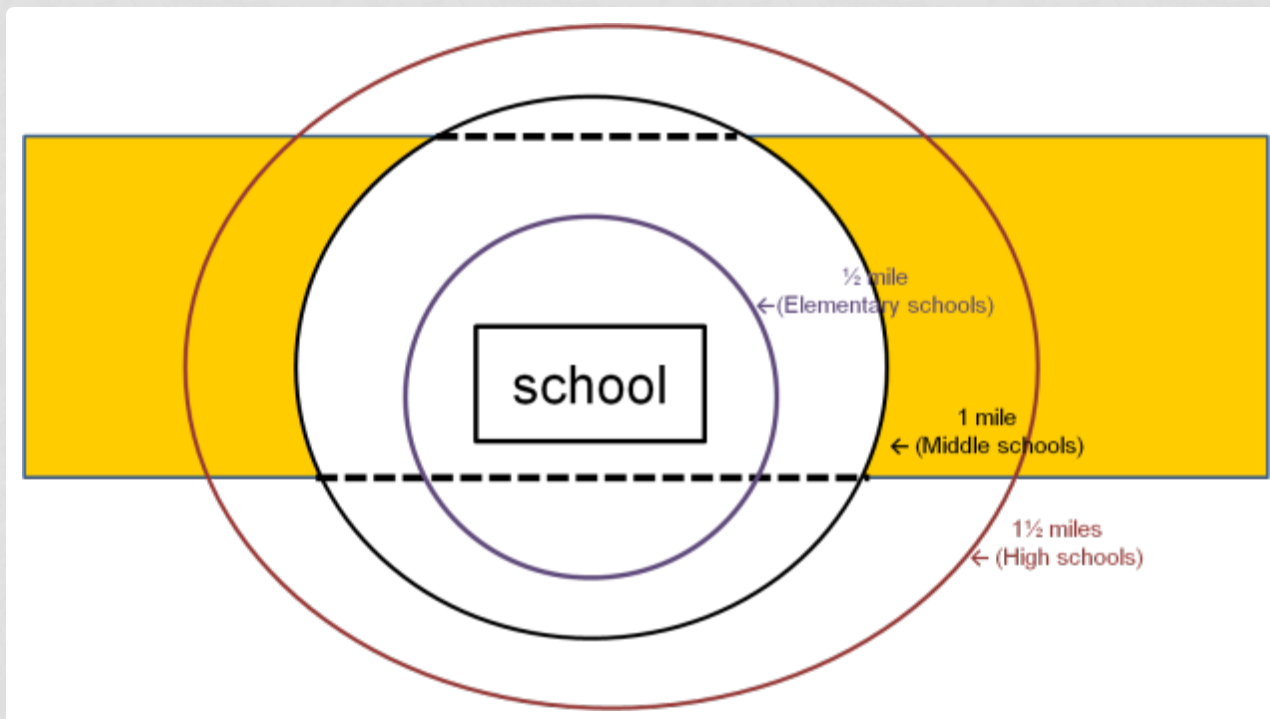 ½ mile
←(Elementary schools)
school
1 mile
← (Middle schools)
1½ miles
← (High schools)